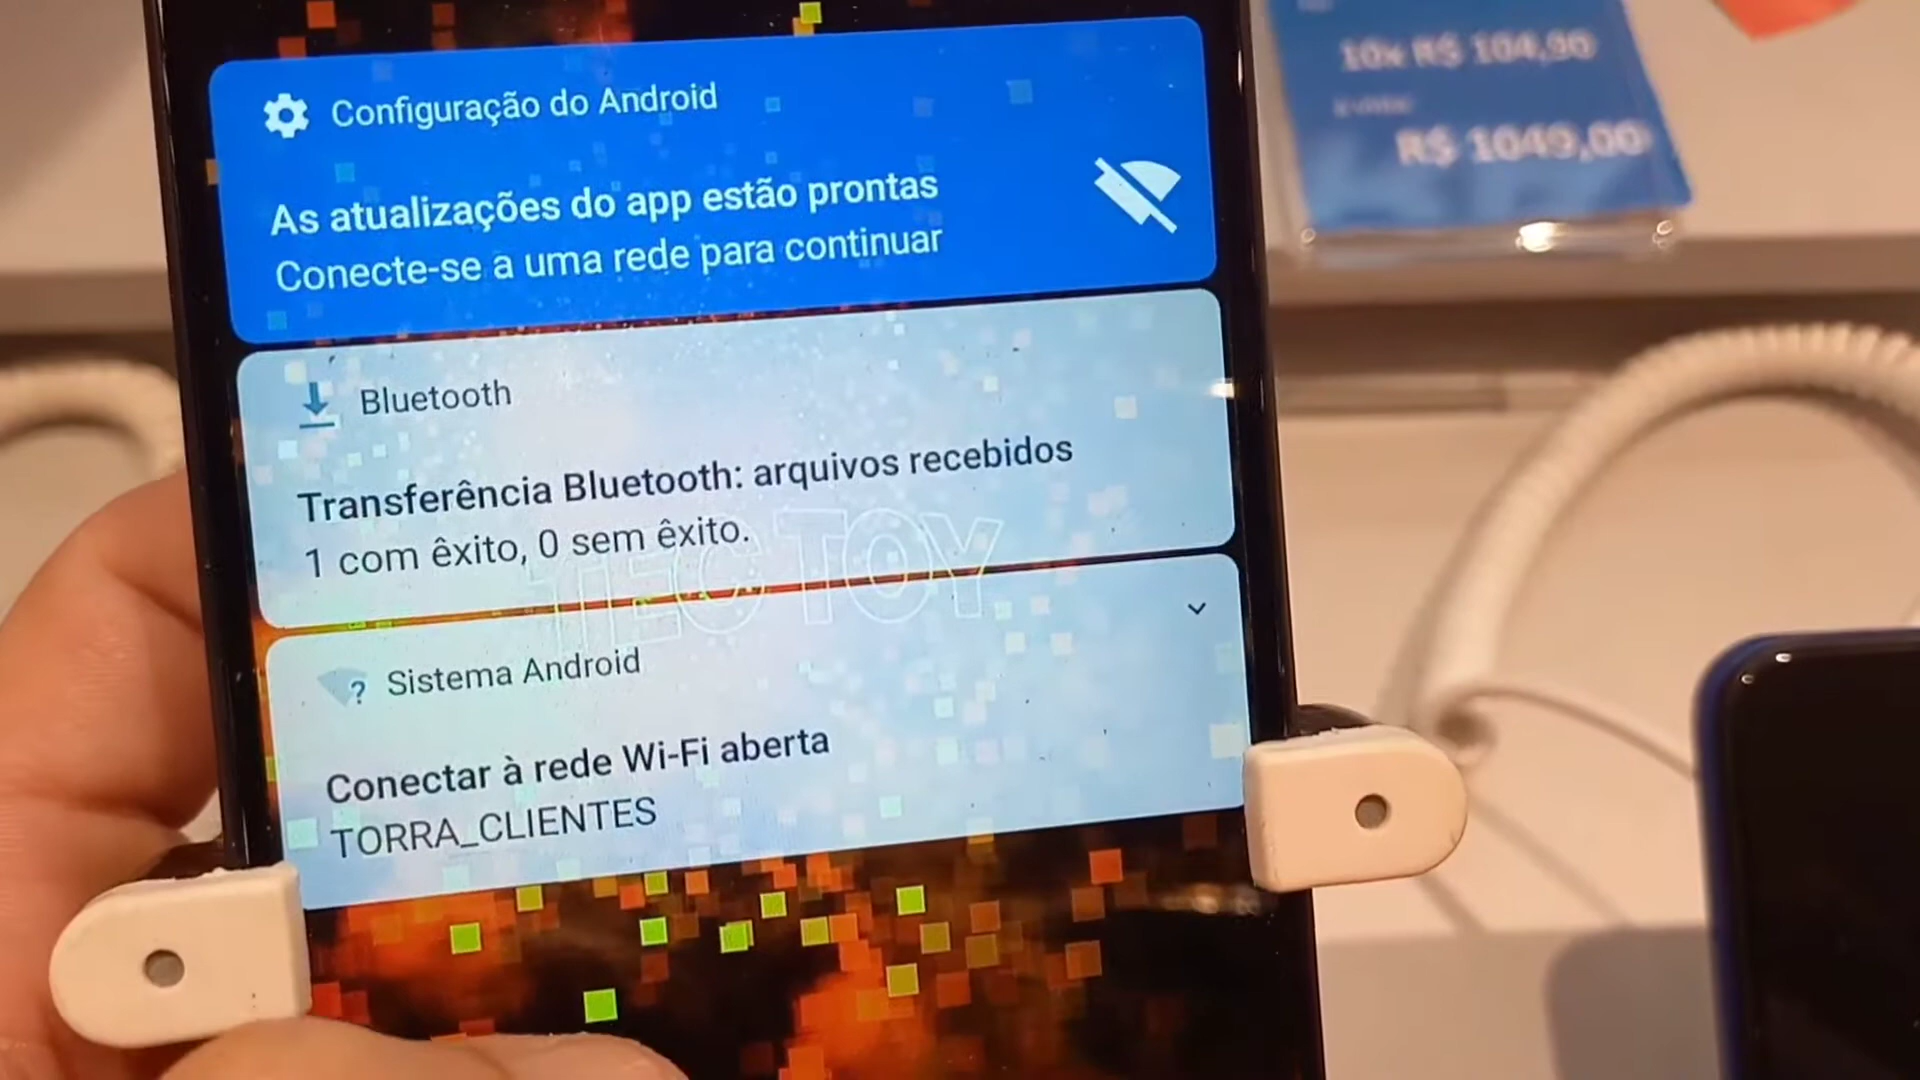 Configuração do Android
As atualizações do app estão prontas
Conecte-se a uma rede para continuar
Bluetooth
Transferência Bluetooth: arquivos recebidos
1 com êxito, 0 sem êxito.
TEC TOY
?
Sistema Android
Conectar à rede Wi-Fi aberta
TORRA_CLIENTES
10x R$ 104,90
R$ 1049,00